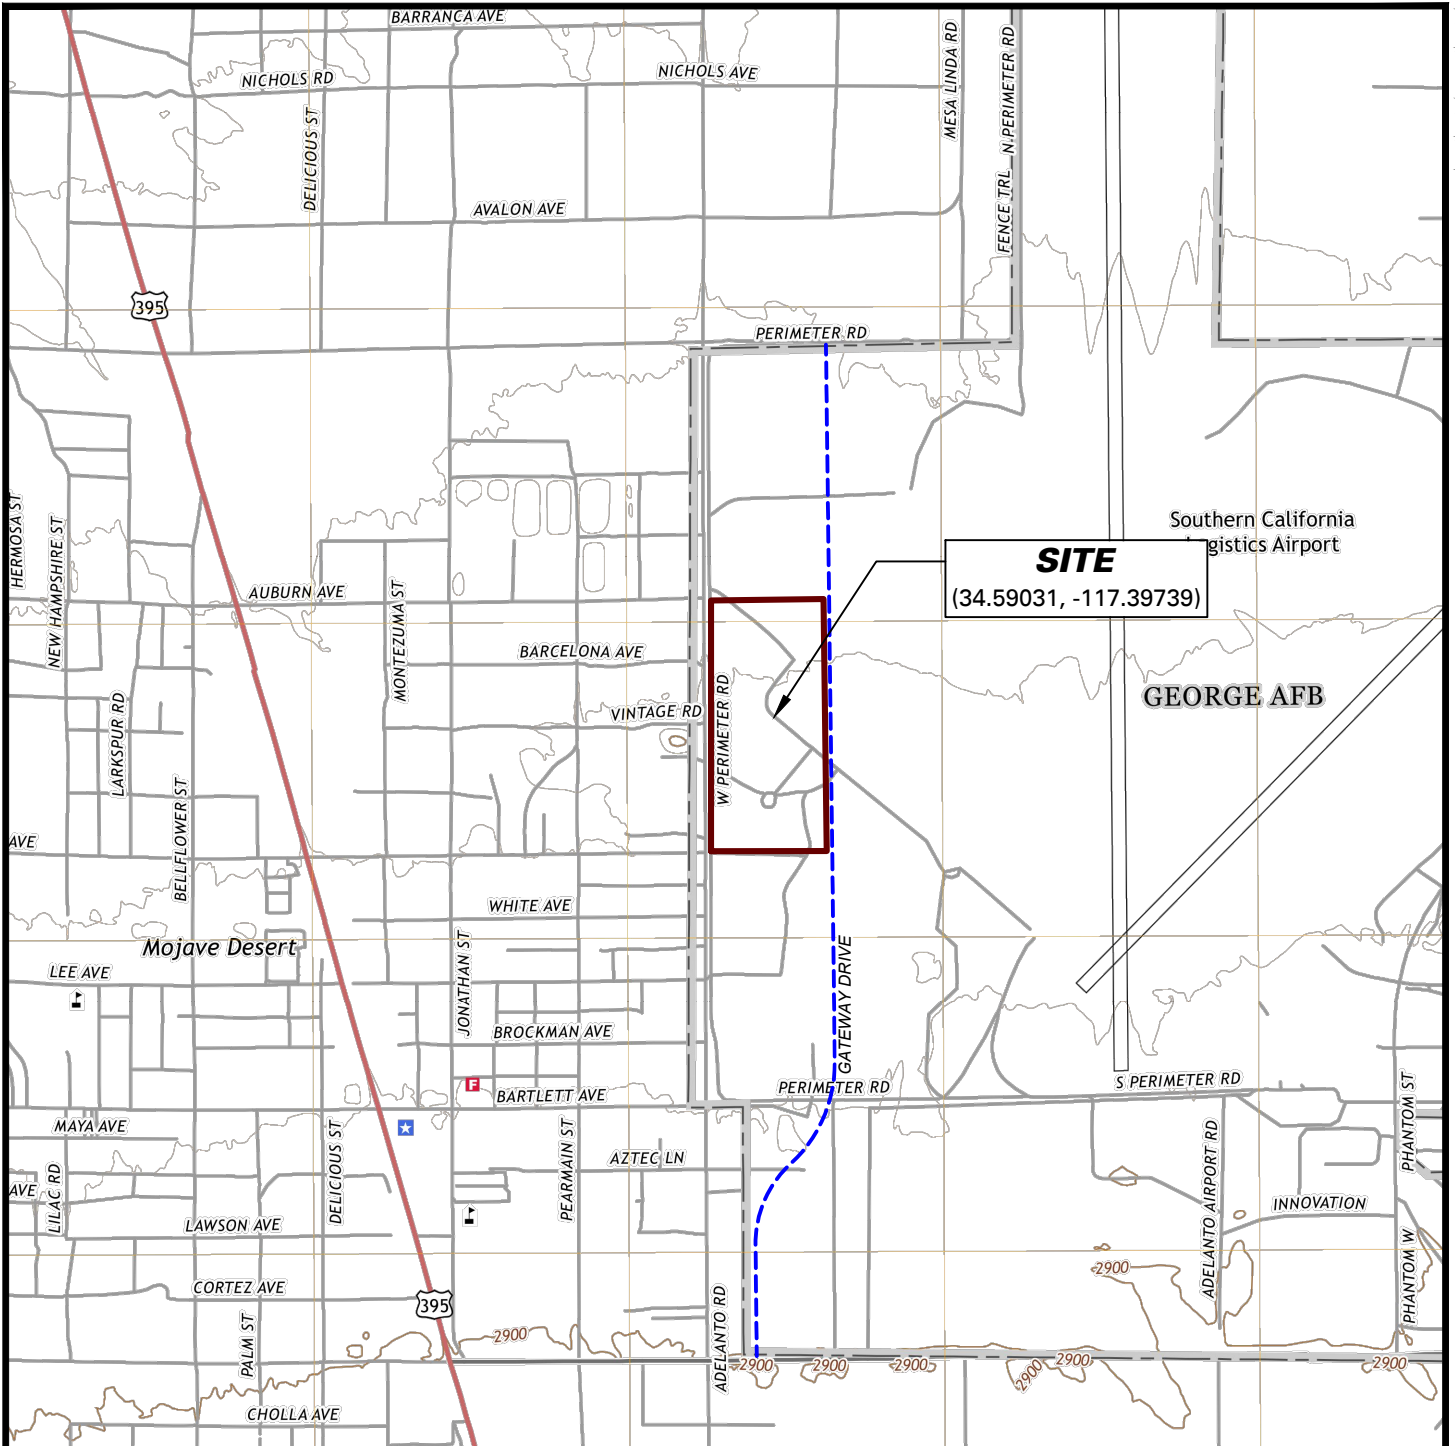 BARRANCA AVE
NICHOLS RD
NICHOLS AVE
MESA LINDA RD
N PERIMETER RD
DELICIOUS ST
FENCE TRL
AVALON AVE
395
PERIMETER RD
HERMOSA ST
NEW HAMPSHIRE ST
Southern California
Logistics Airport
SITE
(34.59031, -117.39739)
AUBURN AVE
MONTEZUMA ST
BARCELONA AVE
LARKSPUR RD
VINTAGE RD
W PERIMETER RD
GEORGE AFB
BELLFLOWER ST
AVE
WHITE AVE
Mojave Desert
LEE AVE
JONATHAN ST
GATEWAY DRIVE
BROCKMAN AVE
F
BARTLETT AVE
PERIMETER RD
S PERIMETER RD
PHANTOM ST
MAYA AVE
DELICIOUS ST
PEARMAIN ST
AZTEC LN
ADELANTO AIRPORT RD
AVE
LILAC RD
LAWSON AVE
INNOVATION
PHANTOM W
2900
CORTEZ AVE
395
ADELANTO RD
PALM ST
2900
2900
2900
2900
2900
2900
2900
CHOLLA AVE